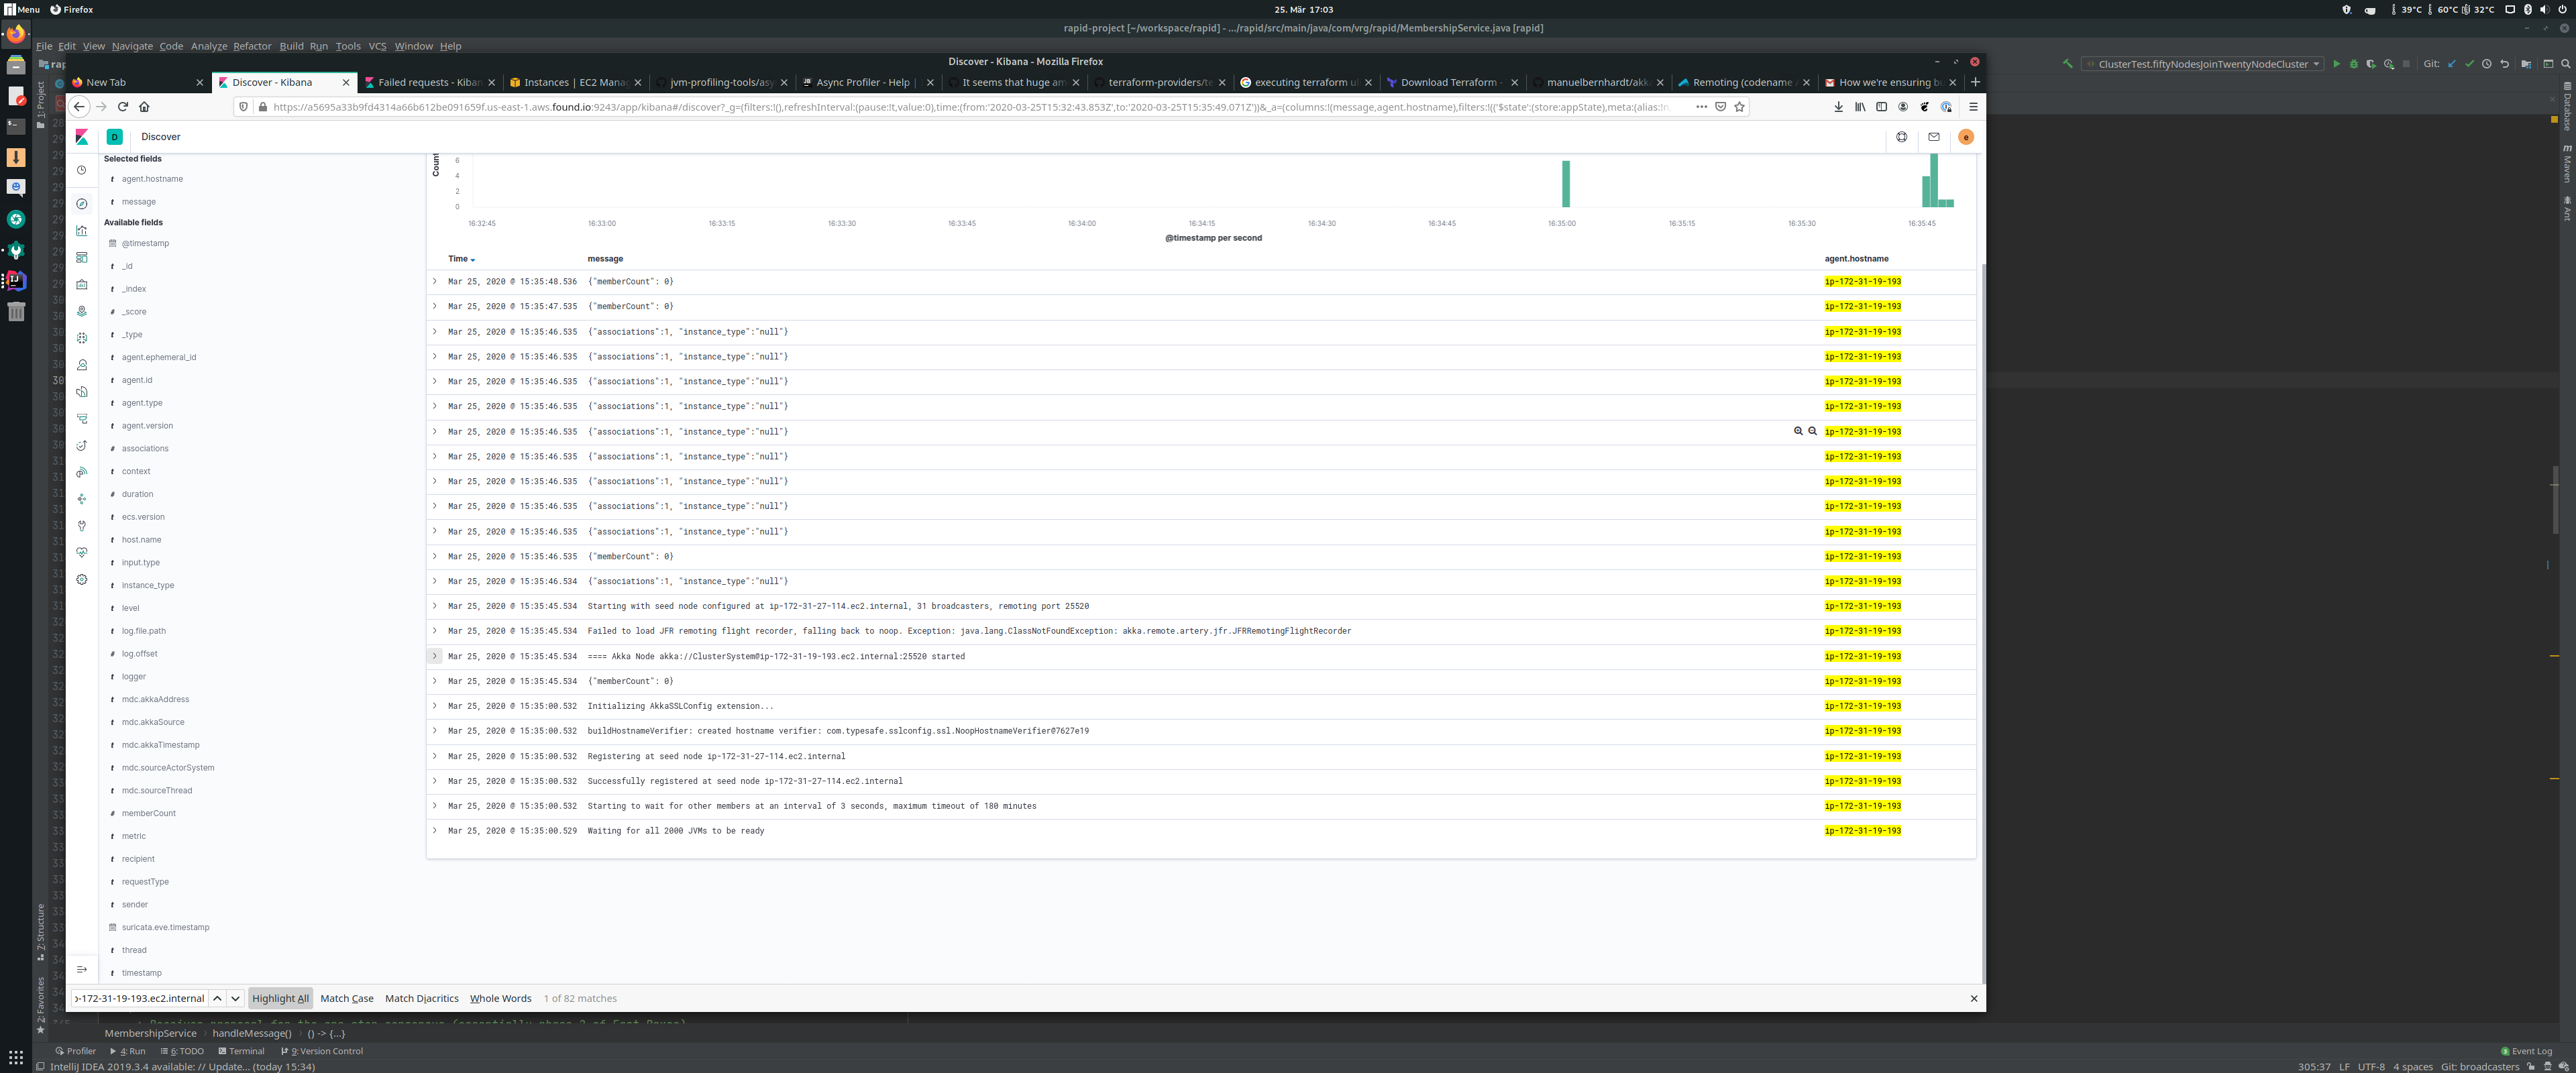 Menu Firefox 25. Mär 17:03 39°C 60°C 32°C
rapid-project [~/workspace/rapid] - .../rapid/src/main/java/com/vrg/rapid/MembershipService.java [rapid]
File Edit View Navigate Code Analyze Refactor Build Run Tools VCS Window Help
Discover - Kibana - Mozilla Firefox
ClusterTest.fiftyNodesJoinTwentyNodeCluster Git:
New Tab Discover - Kibana Failed requests - Kiban Instances | EC2 Manag jvm-profiling-tools/asy Async Profiler - Help | It seems that huge am terraform-providers/te executing terraform ul Download Terraform - manuelbernhardt/akk Remoting (codename How we're ensuring b
https://a5695a33b9fd4314a66b612be091659f.us-east-1.aws.found.io:9243/app/kibana#/discover?_g=(filters:!(),refreshInterval:(pause:!t,value:0),time:(from:'2020-03-25T15:32:43.853Z',to:'2020-03-25T15:35:49.071Z'))&_a=(columns:!(message,agent.hostname),filters:!(('$state':(store:appState),meta:(alias:!n
D Discover e
1: Project
Database
Maven
Ant
Z: Structure
2: Favorites
Selected fields
t agent.hostname
t message
Available fields
@timestamp
t _id
t _index
# _score
t _type
t agent.ephemeral_id
t agent.id
t agent.type
t agent.version
# associations
t context
# duration
t ecs.version
t host.name
t input.type
t instance_type
t level
t log.file.path
# log.offset
t logger
t mdc.akkaAddress
t mdc.akkaSource
t mdc.akkaTimestamp
t mdc.sourceActorSystem
t mdc.sourceThread
# memberCount
t metric
t recipient
t requestType
t sender
suricata.eve.timestamp
t thread
t timestamp
Count
6
4
2
0
16:32:45 16:33:00 16:33:15 16:33:30 16:33:45 16:34:00 16:34:15 16:34:30 16:34:45 16:35:00 16:35:15 16:35:30 16:35:45
@timestamp per second
Time message agent.hostname
Mar 25, 2020 @ 15:35:48.536 {"memberCount": 0} ip-172-31-19-193
Mar 25, 2020 @ 15:35:47.535 {"memberCount": 0} ip-172-31-19-193
Mar 25, 2020 @ 15:35:46.535 {"associations":1, "instance_type":"null"} ip-172-31-19-193
Mar 25, 2020 @ 15:35:46.535 {"associations":1, "instance_type":"null"} ip-172-31-19-193
Mar 25, 2020 @ 15:35:46.535 {"associations":1, "instance_type":"null"} ip-172-31-19-193
Mar 25, 2020 @ 15:35:46.535 {"associations":1, "instance_type":"null"} ip-172-31-19-193
Mar 25, 2020 @ 15:35:46.535 {"associations":1, "instance_type":"null"} ip-172-31-19-193
Mar 25, 2020 @ 15:35:46.535 {"associations":1, "instance_type":"null"} ip-172-31-19-193
Mar 25, 2020 @ 15:35:46.535 {"associations":1, "instance_type":"null"} ip-172-31-19-193
Mar 25, 2020 @ 15:35:46.535 {"associations":1, "instance_type":"null"} ip-172-31-19-193
Mar 25, 2020 @ 15:35:46.535 {"associations":1, "instance_type":"null"} ip-172-31-19-193
Mar 25, 2020 @ 15:35:46.535 {"memberCount": 0} ip-172-31-19-193
Mar 25, 2020 @ 15:35:46.534 {"associations":1, "instance_type":"null"} ip-172-31-19-193
Mar 25, 2020 @ 15:35:45.534 Starting with seed node configured at ip-172-31-27-114.ec2.internal, 31 broadcasters, remoting port 25520 ip-172-31-19-193
Mar 25, 2020 @ 15:35:45.534 Failed to load JFR remoting flight recorder, falling back to noop. Exception: java.lang.ClassNotFoundException: akka.remote.artery.jfr.JFRRemotingFlightRecorder ip-172-31-19-193
Mar 25, 2020 @ 15:35:45.534 ==== Akka Node akka://ClusterSystem@ip-172-31-19-193.ec2.internal:25520 started ip-172-31-19-193
Mar 25, 2020 @ 15:35:45.534 {"memberCount": 0} ip-172-31-19-193
Mar 25, 2020 @ 15:35:00.532 Initializing AkkaSSLConfig extension... ip-172-31-19-193
Mar 25, 2020 @ 15:35:00.532 buildHostnameVerifier: created hostname verifier: com.typesafe.sslconfig.ssl.NoopHostnameVerifier@7627e19 ip-172-31-19-193
Mar 25, 2020 @ 15:35:00.532 Registering at seed node ip-172-31-27-114.ec2.internal ip-172-31-19-193
Mar 25, 2020 @ 15:35:00.532 Successfully registered at seed node ip-172-31-27-114.ec2.internal ip-172-31-19-193
Mar 25, 2020 @ 15:35:00.532 Starting to wait for other members at an interval of 3 seconds, maximum timeout of 180 minutes ip-172-31-19-193
Mar 25, 2020 @ 15:35:00.529 Waiting for all 2000 JVMs to be ready ip-172-31-19-193
-172-31-19-193.ec2.internal Highlight All Match Case Match Diacritics Whole Words 1 of 82 matches
MembershipService handleMessage() () -> {...}
Profiler 4: Run 6: TODO Terminal 9: Version Control Event Log
IntelliJ IDEA 2019.3.4 available: // Update... (today 15:34) 305:37 LF UTF-8 4 spaces Git: broadcasters